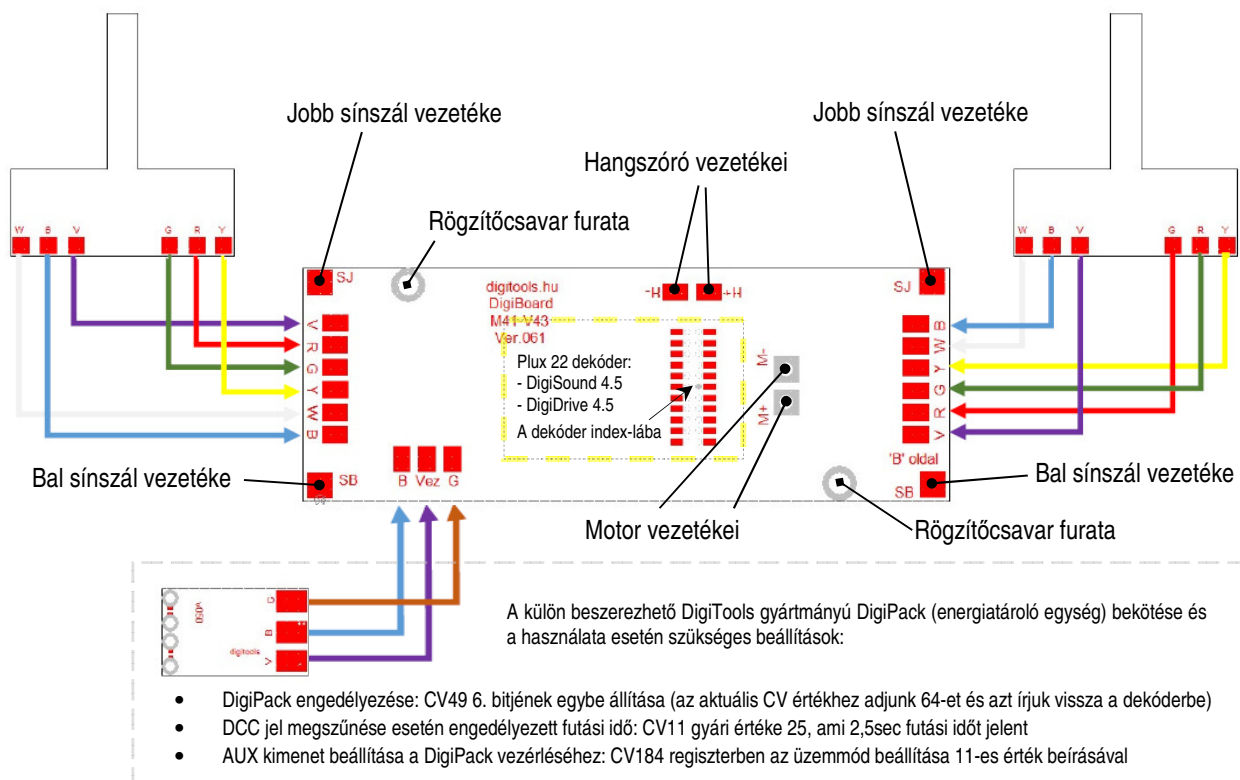 Jobb sínszál vezetéke
Jobb sínszál vezetéke
Hangszóró vezetékei
Rögzítőcsavar furata
W B V G R Y
W B V G R Y
SJ
digitools.hu
DigiBoard
M41-V43
Ver.061
-H
+H
SJ
V
R
G
Y
W
B
Plux 22 dekóder:
- DigiSound 4.5
- DigiDrive 4.5
A dekóder index-lába
M-
M+
B
W
Y
G
R
V
'B' oldal
Bal sínszál vezetéke
SB
B Vez G
SB
Bal sínszál vezetéke
Motor vezetékei
Rögzítőcsavar furata
G
B
V
digitools
A külön beszerezhető DigiTools gyártmányú DigiPack (energiatároló egység) bekötése és
a használata esetén szükséges beállítások:
• DigiPack engedélyezése: CV49 6. bitjének egybe állítása (az aktuális CV értékhez adjunk 64-et és azt írjuk vissza a dekóderbe)
• DCC jel megszűnése esetén engedélyezett futási idő: CV11 gyári értéke 25, ami 2,5sec futási időt jelent
• AUX kimenet beállítása a DigiPack vezérléséhez: CV184 regiszterben az üzemmód beállítása 11-es érték beírásával